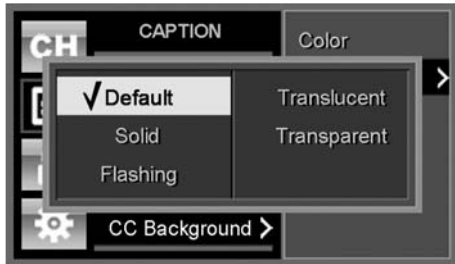 CH
CAPTION
Color
>
√ Default
Solid
Flashing
Translucent
Transparent
CC Background >